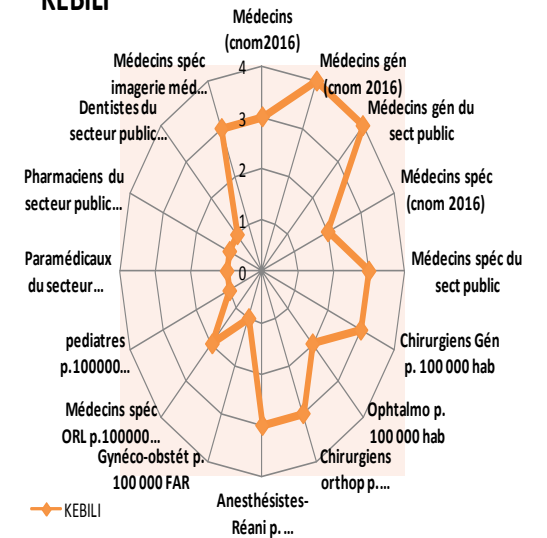 KEBILI
Médecins
(cnom2016)
Médecins gén
(cnom 2016)
Médecins gén du
sect public
Médecins spéc
(cnom 2016)
Médecins spéc du
sect public
Chirurgiens Gén
p. 100 000 hab
Ophtalmo p.
100 000 hab
Chirurgiens
orthop p....
Anesthésistes-
Réani p. ...
Gynéco-obstét p.
100 000 FAR
Médecins spéc
ORL p.100000...
pediatres
p.100000...
Paramédicaux
du secteur...
Pharmaciens du
secteur public...
Dentistes du
secteur public...
Médecins spéc
imagerie méd...
4
3
2
1
0
KEBILI